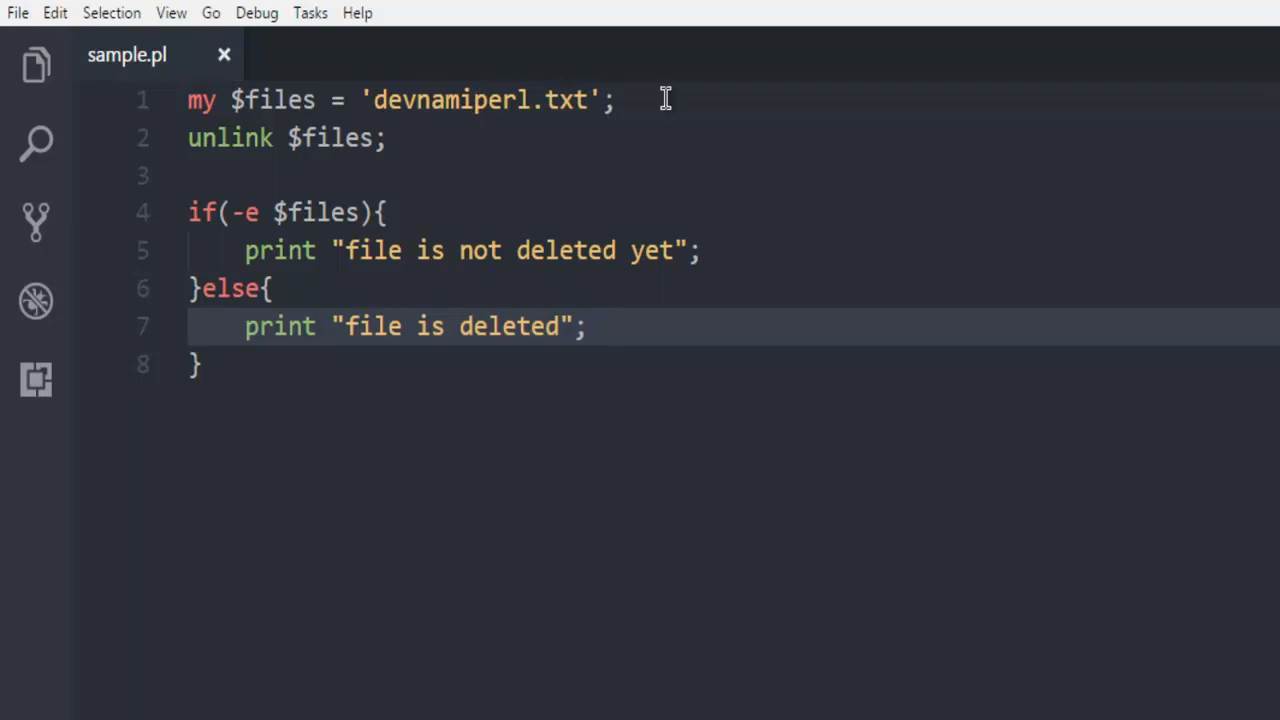 File Edit Selection View Go Debug Tasks Help
sample.pl
1 my $files = 'devnamiperl.txt';
2 unlink $files;
3
4 if(-e $files){
5     print "file is not deleted yet";
6 }else{
7     print "file is deleted";
8 }